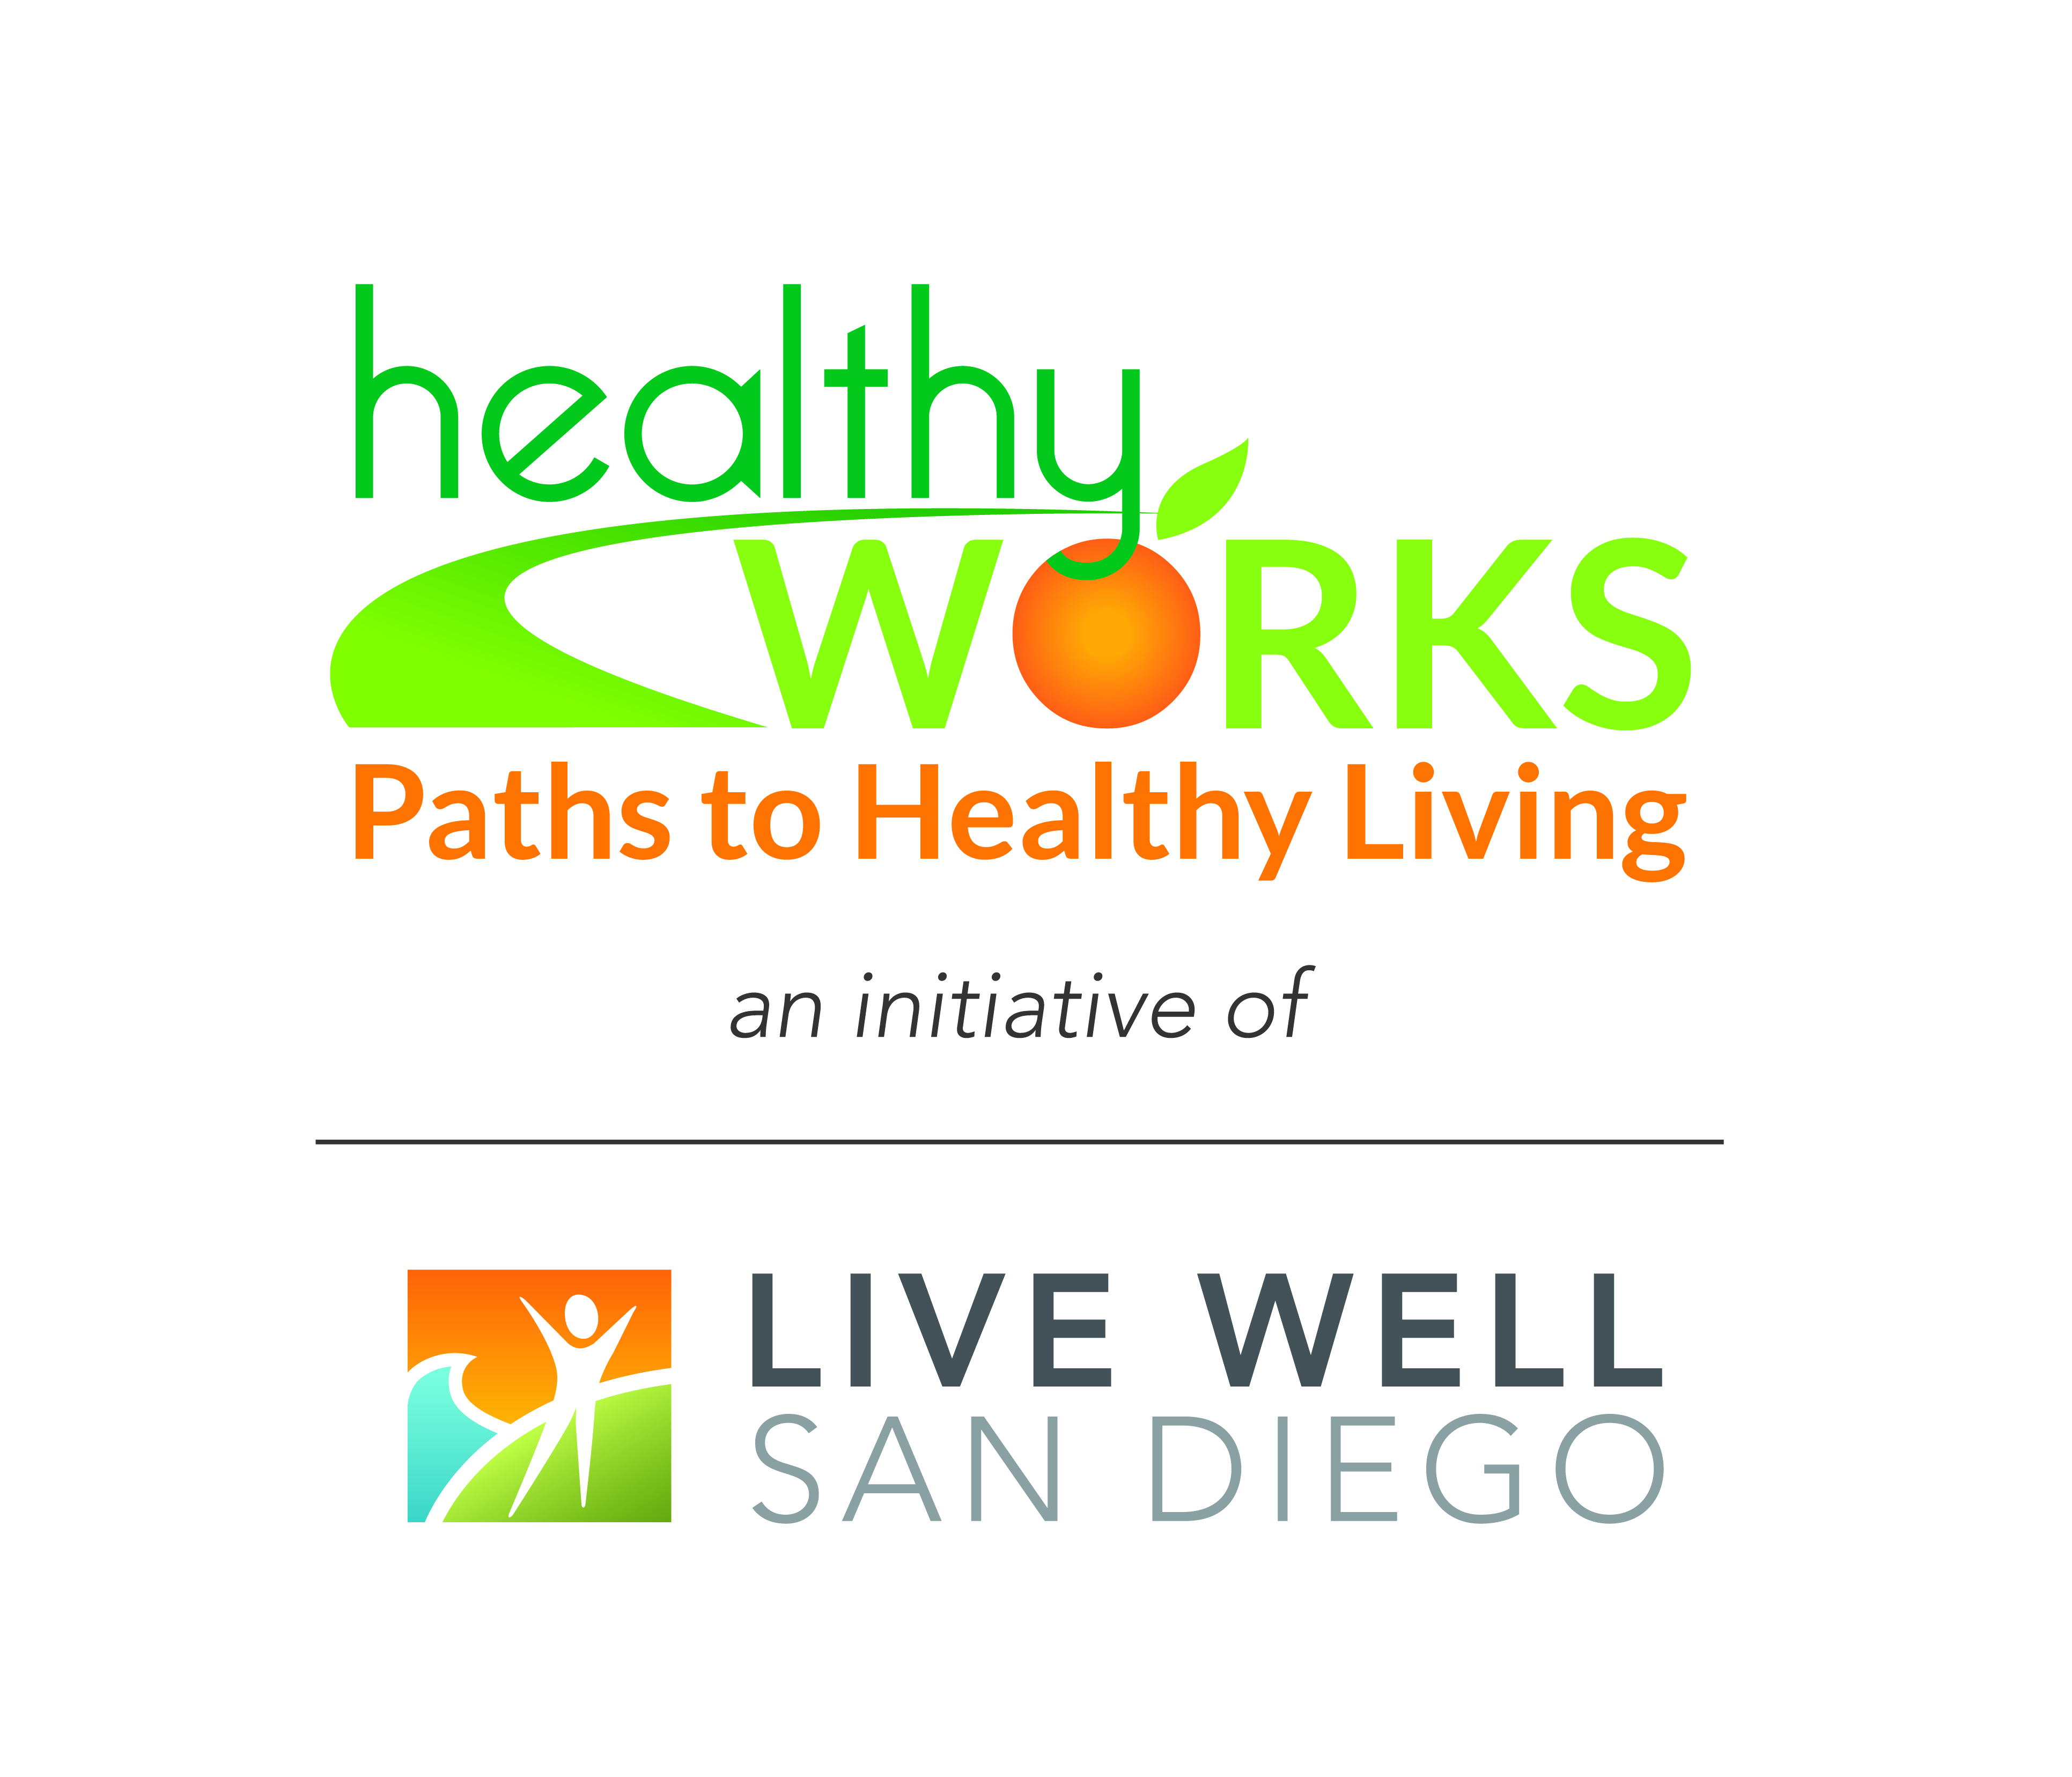 healthy
WORKS
Paths to Healthy Living
an initiative of
LIVE WELL
SAN DIEGO